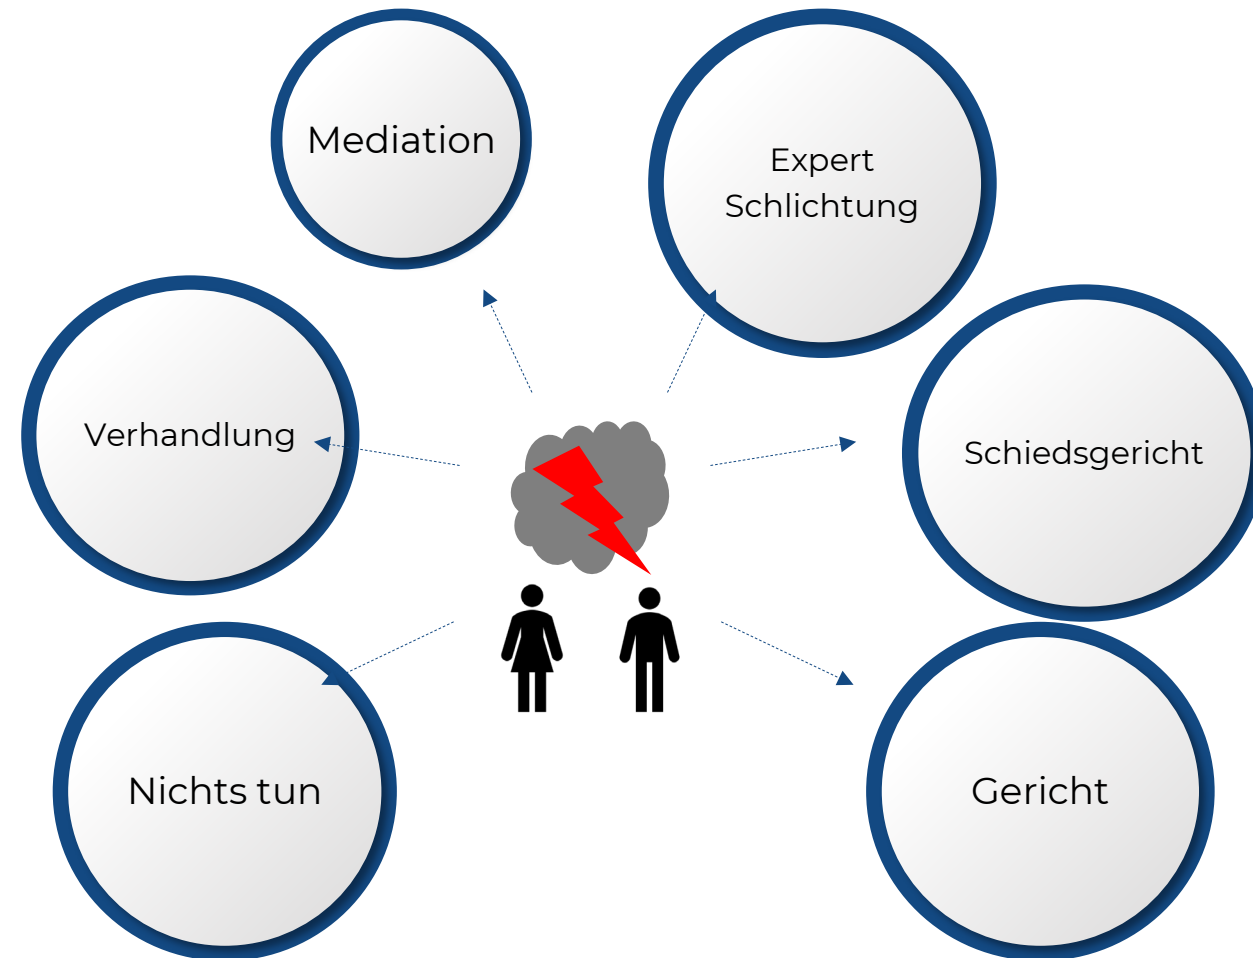 Mediation
Expert
Schlichtung
Verhandlung
Schiedsgericht
Nichts tun
Gericht